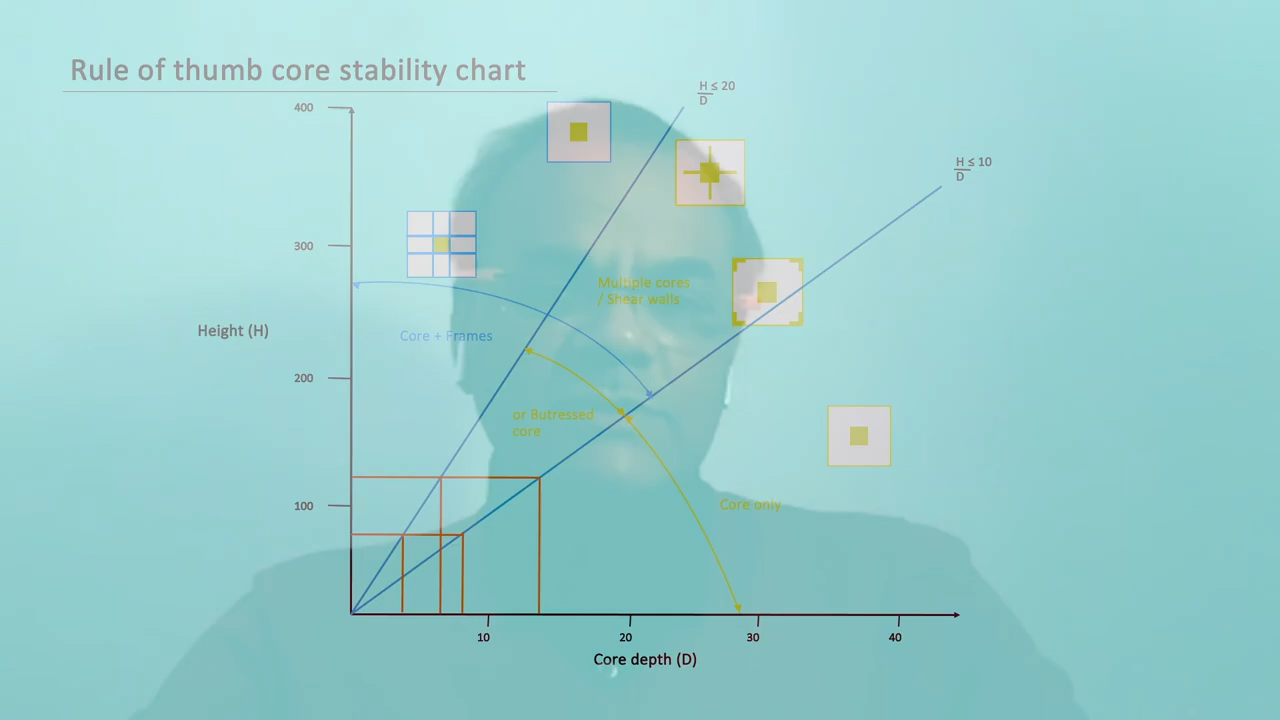 Rule of thumb core stability chart
H ≤ 20
D
400
H ≤ 10
D
300
Multiple cores
/ Shear walls
Height (H)
Core + Frames
200
or Butressed
core
100
Core only
10
20
30
40
Core depth (D)